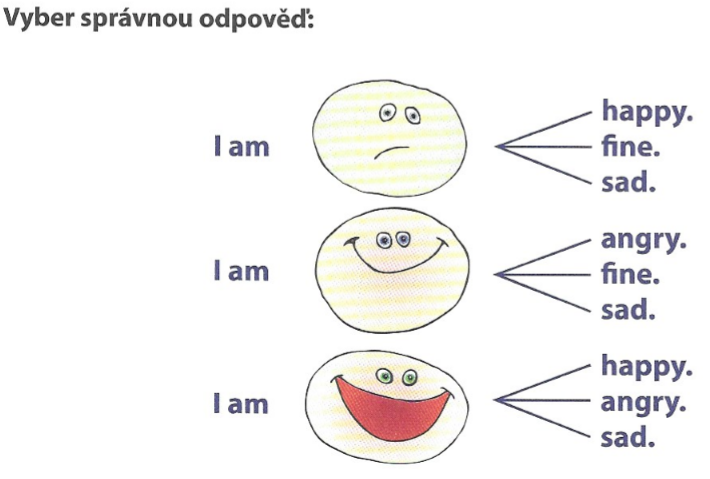 Vyber správnou odpověď:
happy.
I am fine.
sad.
angry.
I am fine.
sad.
happy.
I am angry.
sad.